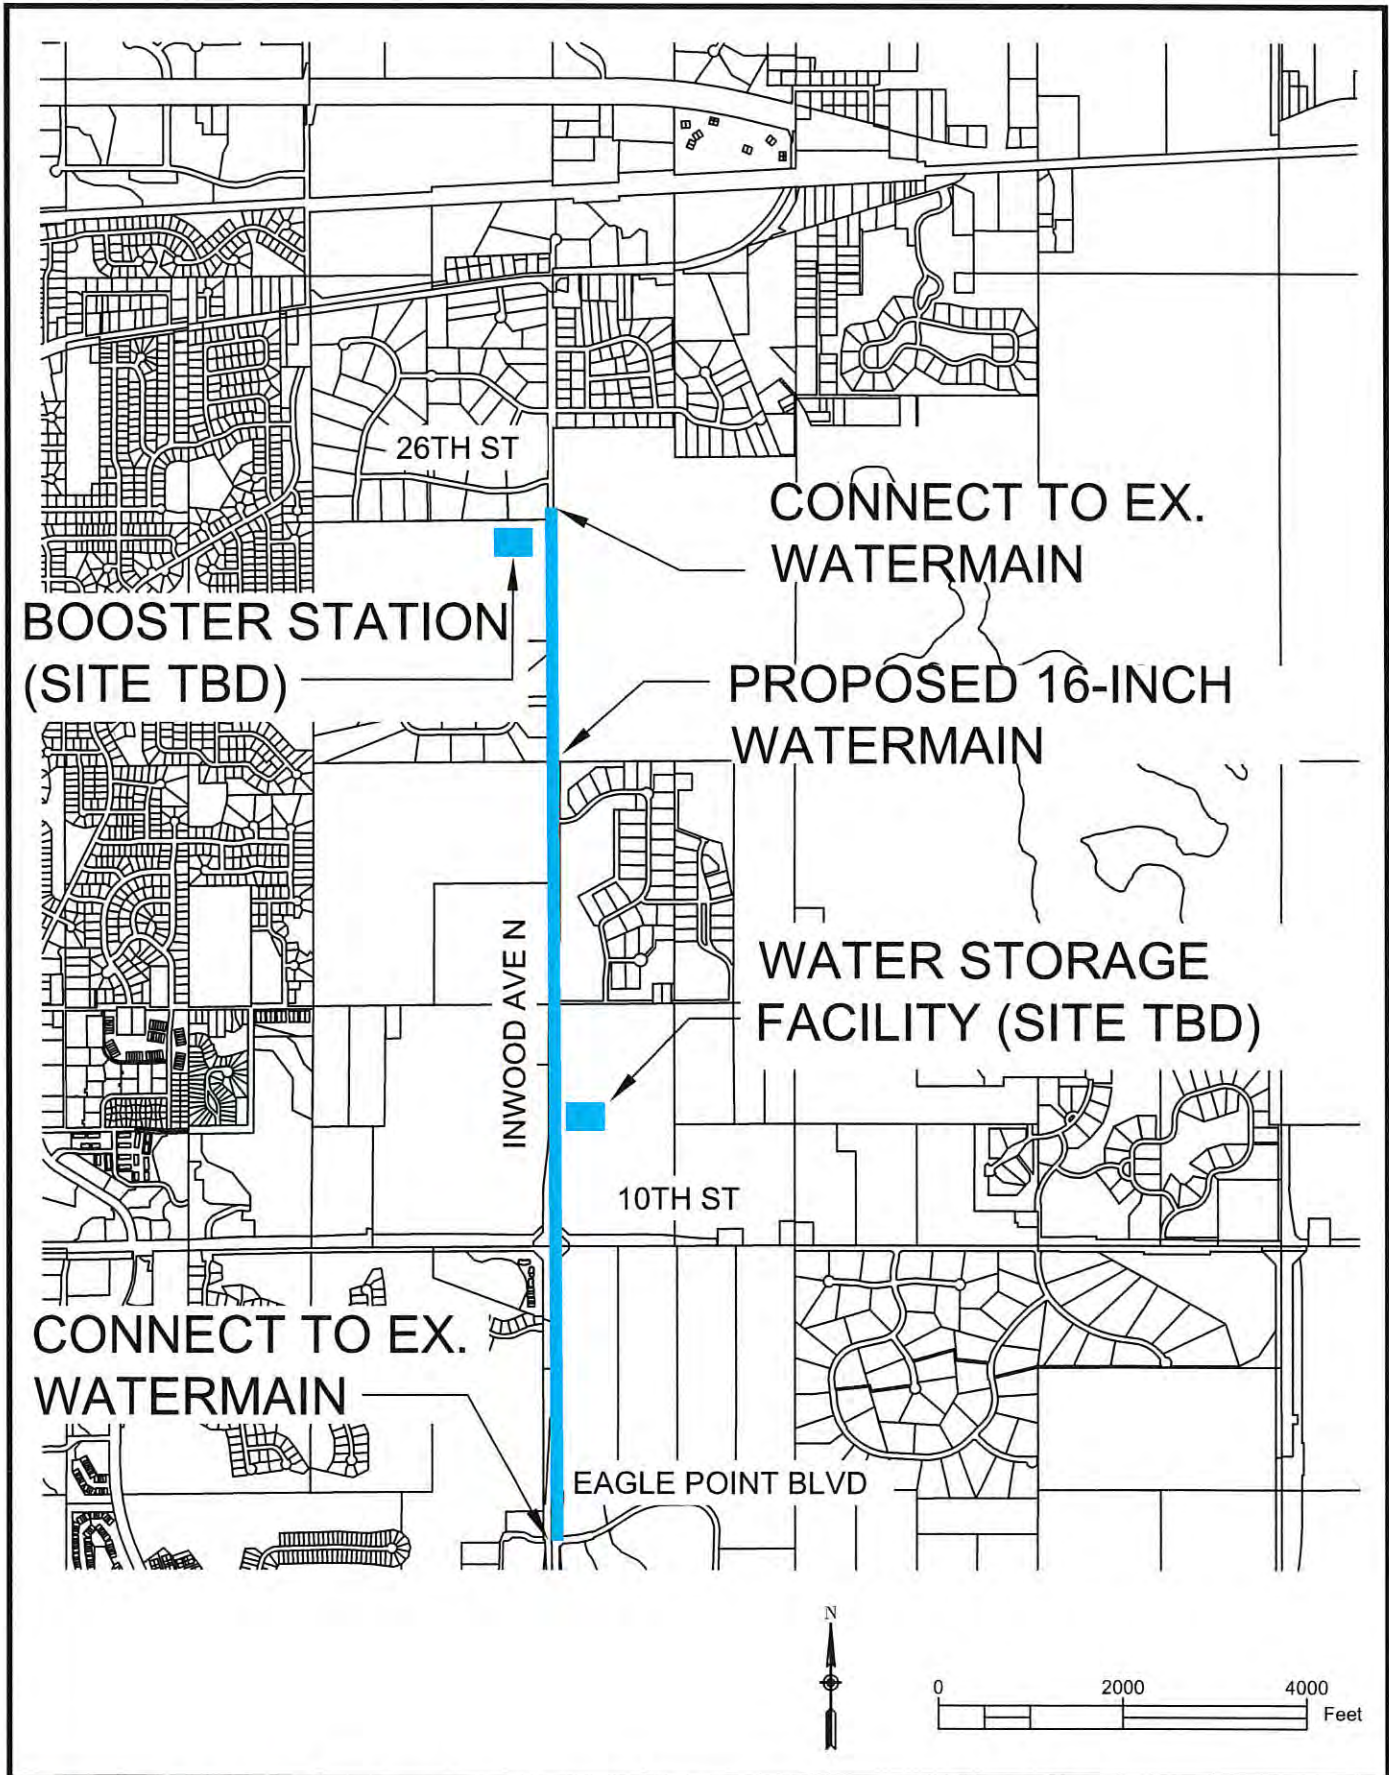 26TH ST
CONNECT TO EX.
WATERMAIN
BOOSTER STATION
(SITE TBD)
PROPOSED 16-INCH
WATERMAIN
INWOOD AVE N
WATER STORAGE
FACILITY (SITE TBD)
10TH ST
CONNECT TO EX.
WATERMAIN
EAGLE POINT BLVD
N
0 2000 4000
Feet